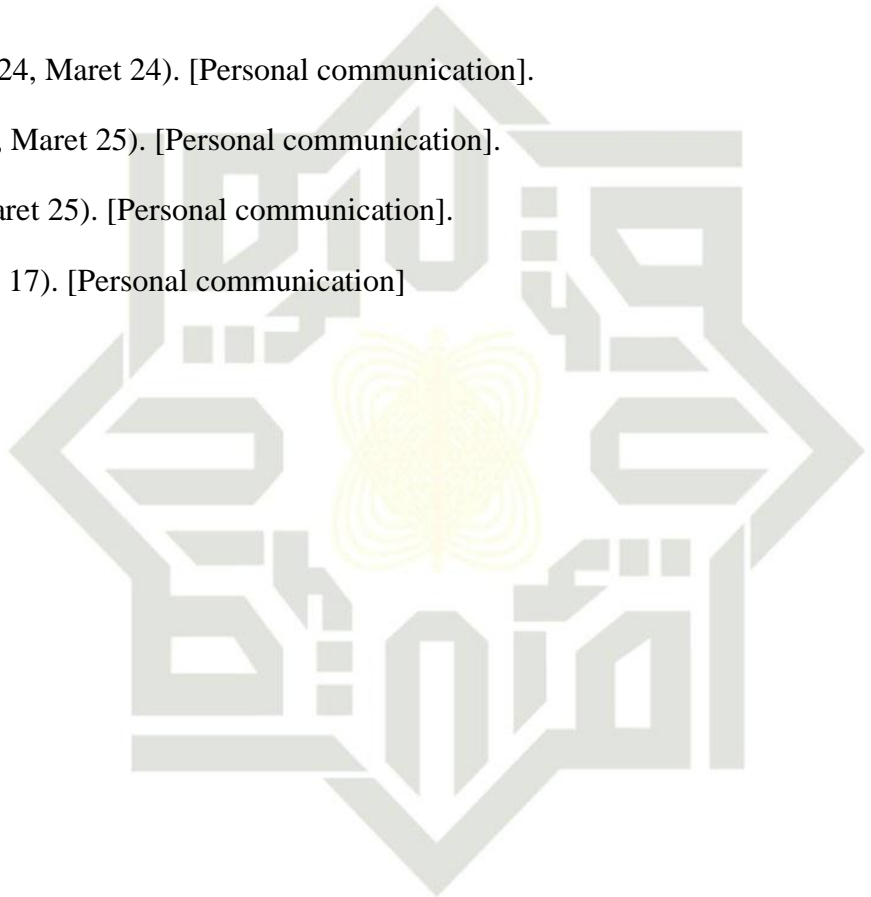 24, Maret 24). [Personal communication].
, Maret 25). [Personal communication].
aret 25). [Personal communication].
17). [Personal communication]